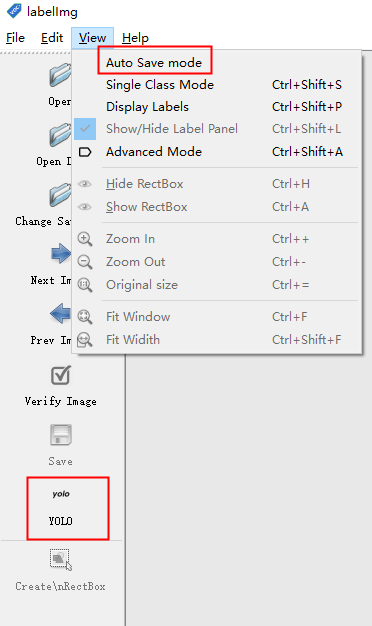 labelImg
File Edit View Help
Auto Save mode
Single Class Mode Ctrl+Shift+S
Display Labels Ctrl+Shift+P
Show/Hide Label Panel Ctrl+Shift+L
Advanced Mode Ctrl+Shift+A
Hide RectBox Ctrl+H
Show RectBox Ctrl+A
Zoom In Ctrl++
Zoom Out Ctrl+-
Original size Ctrl+=
Fit Window Ctrl+F
Fit Widith Ctrl+Shift+F
Open
Open D
Change Sav
Next Im
Prev Im
Verify Image
Save
yolo
YOLO
Create\nRectBox